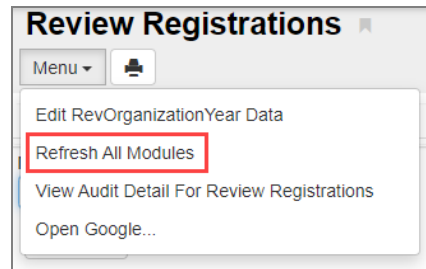 Review Registrations
Menu
Edit RevOrganizationYear Data
Refresh All Modules
View Audit Detail For Review Registrations
Open Google...